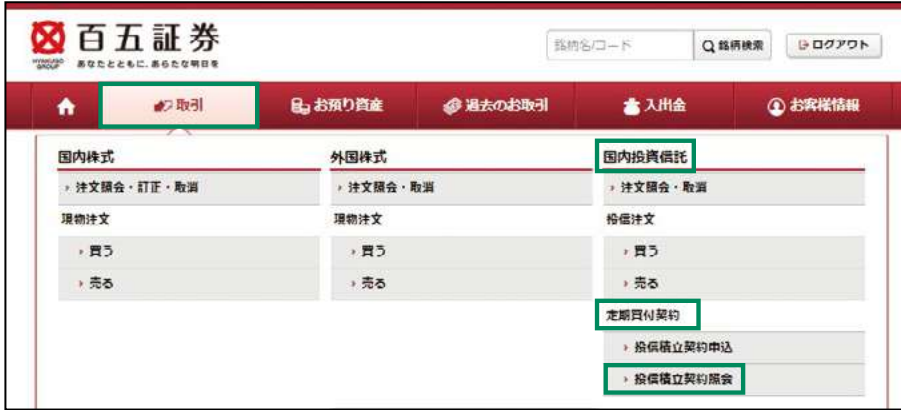 百五証券
HYAKUGO GROUP
あなたとともに、あらたな明日を
銘柄名/コード
銘柄検索
ログアウト
取引
お預り資産
過去のお取引
入出金
お客様情報
国内株式
外国株式
国内投資信託
注文照会・訂正・取消
注文照会・取消
注文照会・取消
現物注文
現物注文
投信注文
買う
買う
買う
売る
売る
売る
定期買付契約
投信積立契約申込
投信積立契約照会